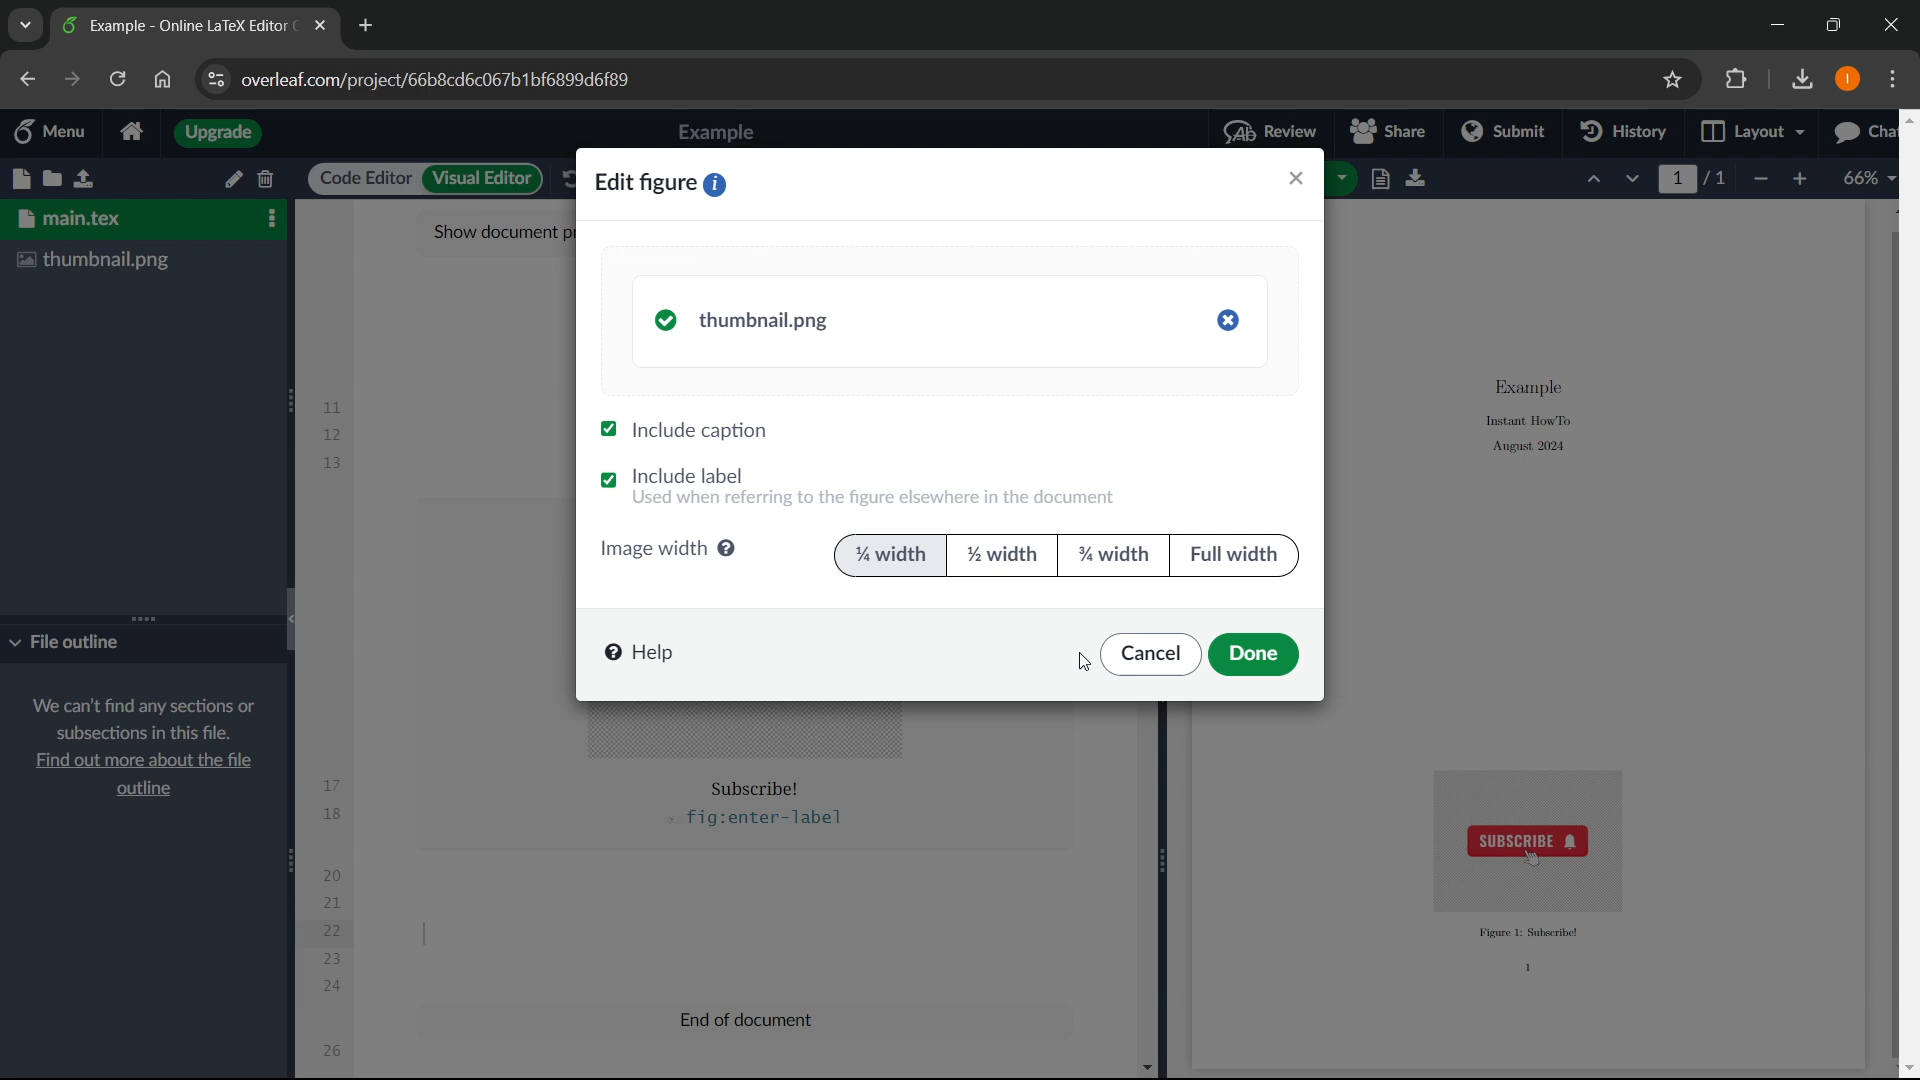 Example - Online LaTeX Editor
overleaf.com/project/66b8cd6c067b1bf6899d6f89
Menu
Upgrade
Example
Review
Share
Submit
History
Layout
Chat
Code Editor
Visual Editor
1 / 1
66%
main.tex
thumbnail.png
File outline
We can't find any sections or
subsections in this file.
Find out more about the file
outline
Show document
11
12
13
17
18
20
21
22
23
24
26
Edit figure
thumbnail.png
Include caption
Include label
Used when referring to the figure elsewhere in the document
Image width
¼ width
½ width
¾ width
Full width
Help
Cancel
Done
Subscribe!
fig:enter-label
End of document
Example
Instant HowTo
August 2024
SUBSCRIBE
Figure 1: Subscribe!
1